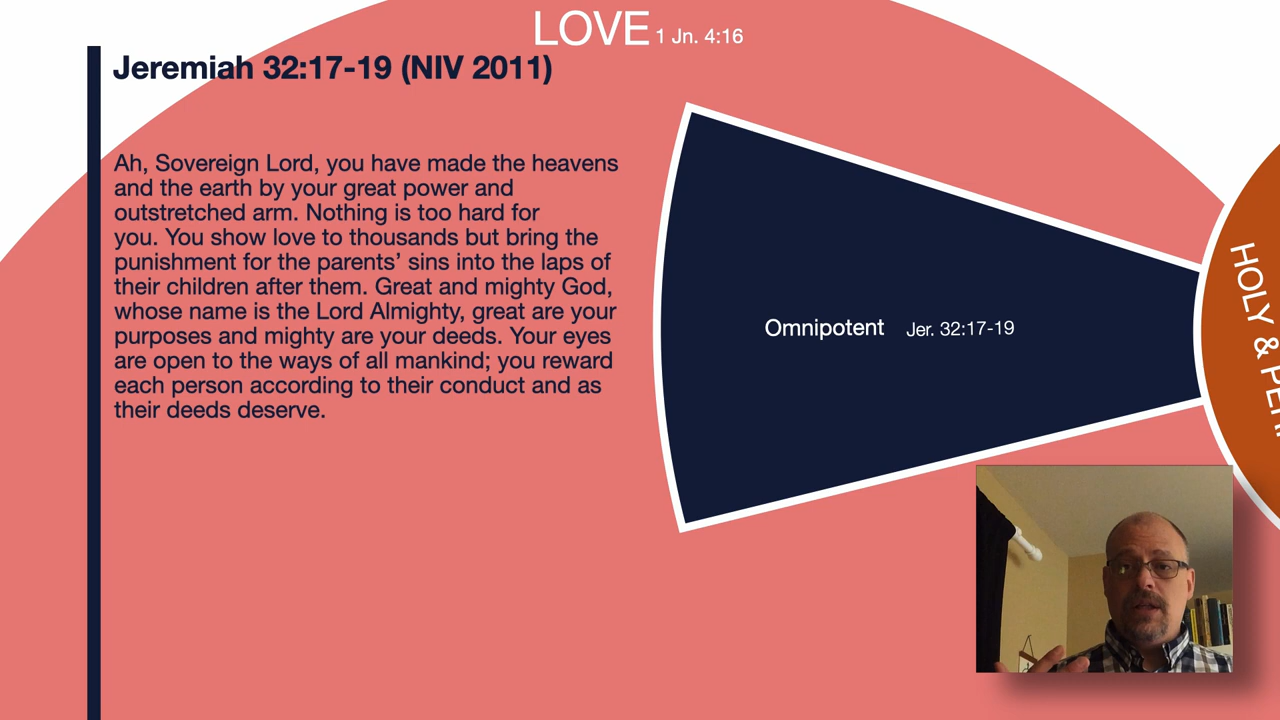 LOVE 1 Jn. 4:16
Jeremiah 32:17-19 (NIV 2011)
Ah, Sovereign Lord, you have made the heavens
and the earth by your great power and
outstretched arm. Nothing is too hard for
you. You show love to thousands but bring the
punishment for the parents’ sins into the laps of
their children after them. Great and mighty God,
whose name is the Lord Almighty, great are your
purposes and mighty are your deeds. Your eyes
are open to the ways of all mankind; you reward
each person according to their conduct and as
their deeds deserve.
Omnipotent Jer. 32:17-19
HOLY &